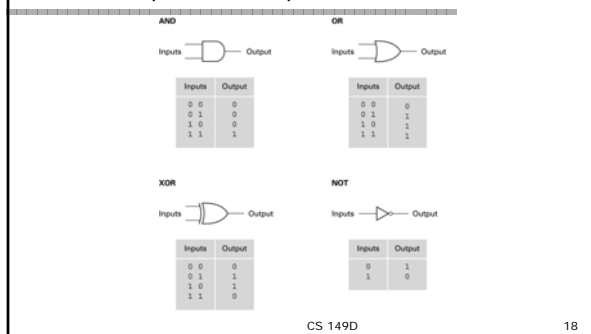 AND OR
Inputs Output Inputs Output
Inputs Output Inputs Output
0 0 0 0 0 0
0 1 0 0 1 1
1 0 0 1 0 1
1 1 1 1 1 1
XOR NOT
Inputs Output Inputs Output
Inputs Output Inputs Output
0 0 0 0 1
0 1 1 1 0
1 0 1
1 1 0
CS 149D 18